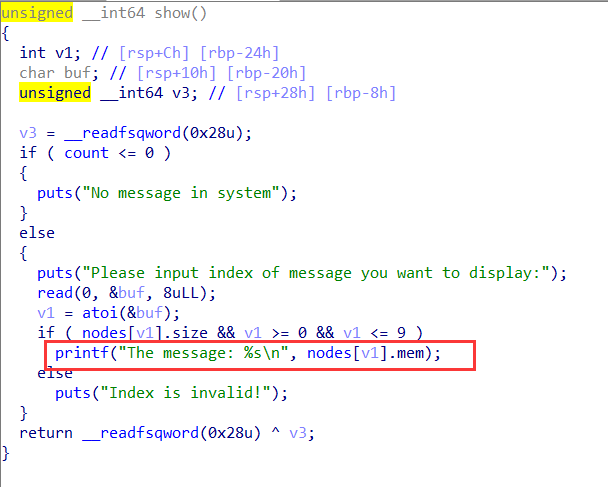 unsigned __int64 show()
{
  int v1; // [rsp+Ch] [rbp-24h]
  char buf; // [rsp+10h] [rbp-20h]
  unsigned __int64 v3; // [rsp+28h] [rbp-8h]

  v3 = __readfsqword(0x28u);
  if ( count <= 0 )
  {
    puts("No message in system");
  }
  else
  {
    puts("Please input index of message you want to display:");
    read(0, &buf, 8uLL);
    v1 = atoi(&buf);
    if ( nodes[v1].size && v1 >= 0 && v1 <= 9 )
      printf("The message: %s\n", nodes[v1].mem);
    else
      puts("Index is invalid!");
  }
  return __readfsqword(0x28u) ^ v3;
}